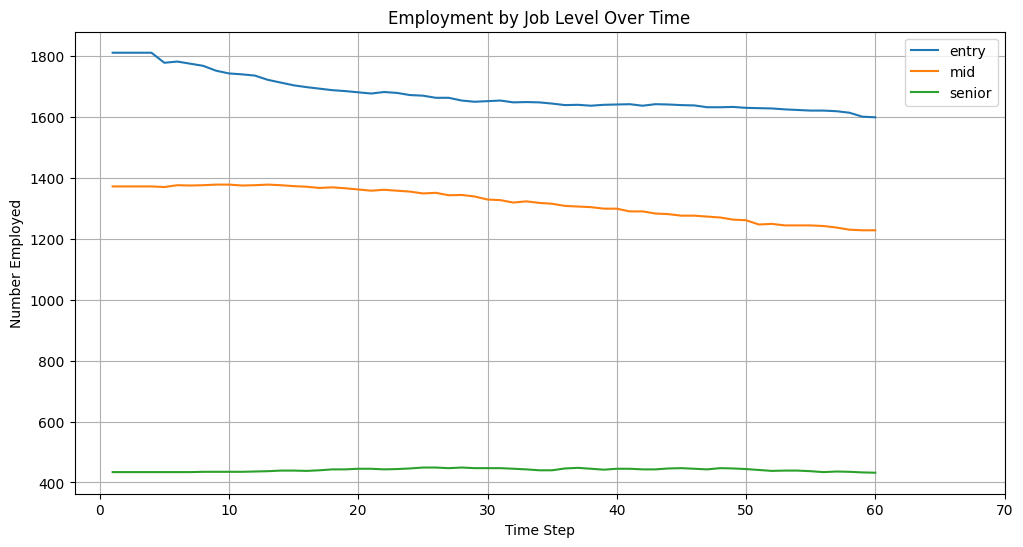 Employment by Job Level Over Time
entry
mid
senior
Number Employed
1800
1600
1400
1200
1000
800
600
400
0 10 20 30 40 50 60 70
Time Step